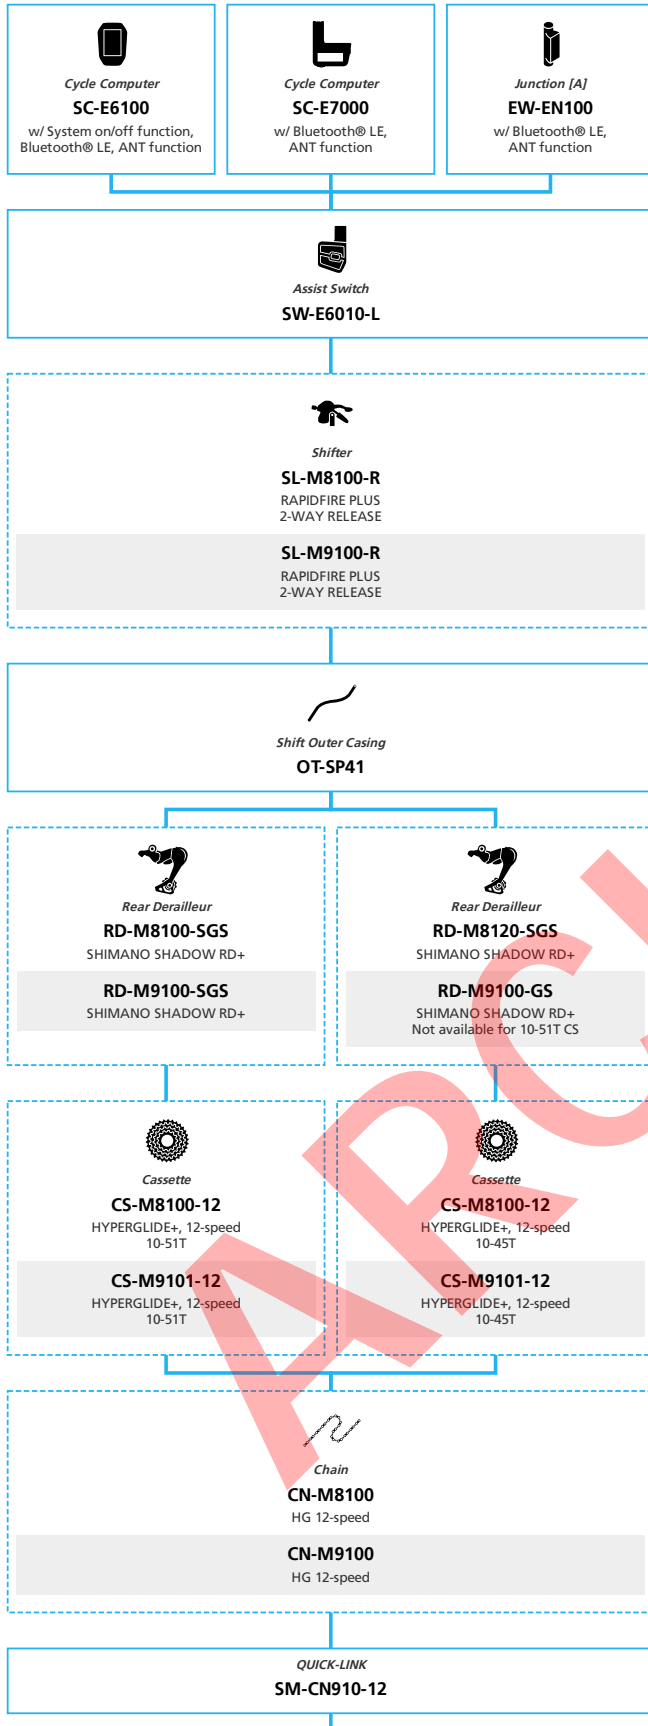 Cycle Computer
SC-E6100
w/ System on/off function,
Bluetooth® LE, ANT function
Cycle Computer
SC-E7000
w/ Bluetooth® LE,
ANT function
Junction [A]
EW-EN100
w/ Bluetooth® LE,
ANT function
Assist Switch
SW-E6010-L
Shifter
SL-M8100-R
RAPIDFIRE PLUS
2-WAY RELEASE
SL-M9100-R
RAPIDFIRE PLUS
2-WAY RELEASE
Shift Outer Casing
OT-SP41
Rear Derailleur
RD-M8100-SGS
SHIMANO SHADOW RD+
RD-M9100-SGS
SHIMANO SHADOW RD+
Rear Derailleur
RD-M8120-SGS
SHIMANO SHADOW RD+
RD-M9100-GS
SHIMANO SHADOW RD+
Not available for 10-51T CS
Cassette
CS-M8100-12
HYPERGLIDE+, 12-speed
10-51T
CS-M9101-12
HYPERGLIDE+, 12-speed
10-51T
Cassette
CS-M8100-12
HYPERGLIDE+, 12-speed
10-45T
CS-M9101-12
HYPERGLIDE+, 12-speed
10-45T
Chain
CN-M8100
HG 12-speed
CN-M9100
HG 12-speed
QUICK-LINK
SM-CN910-12
ARC